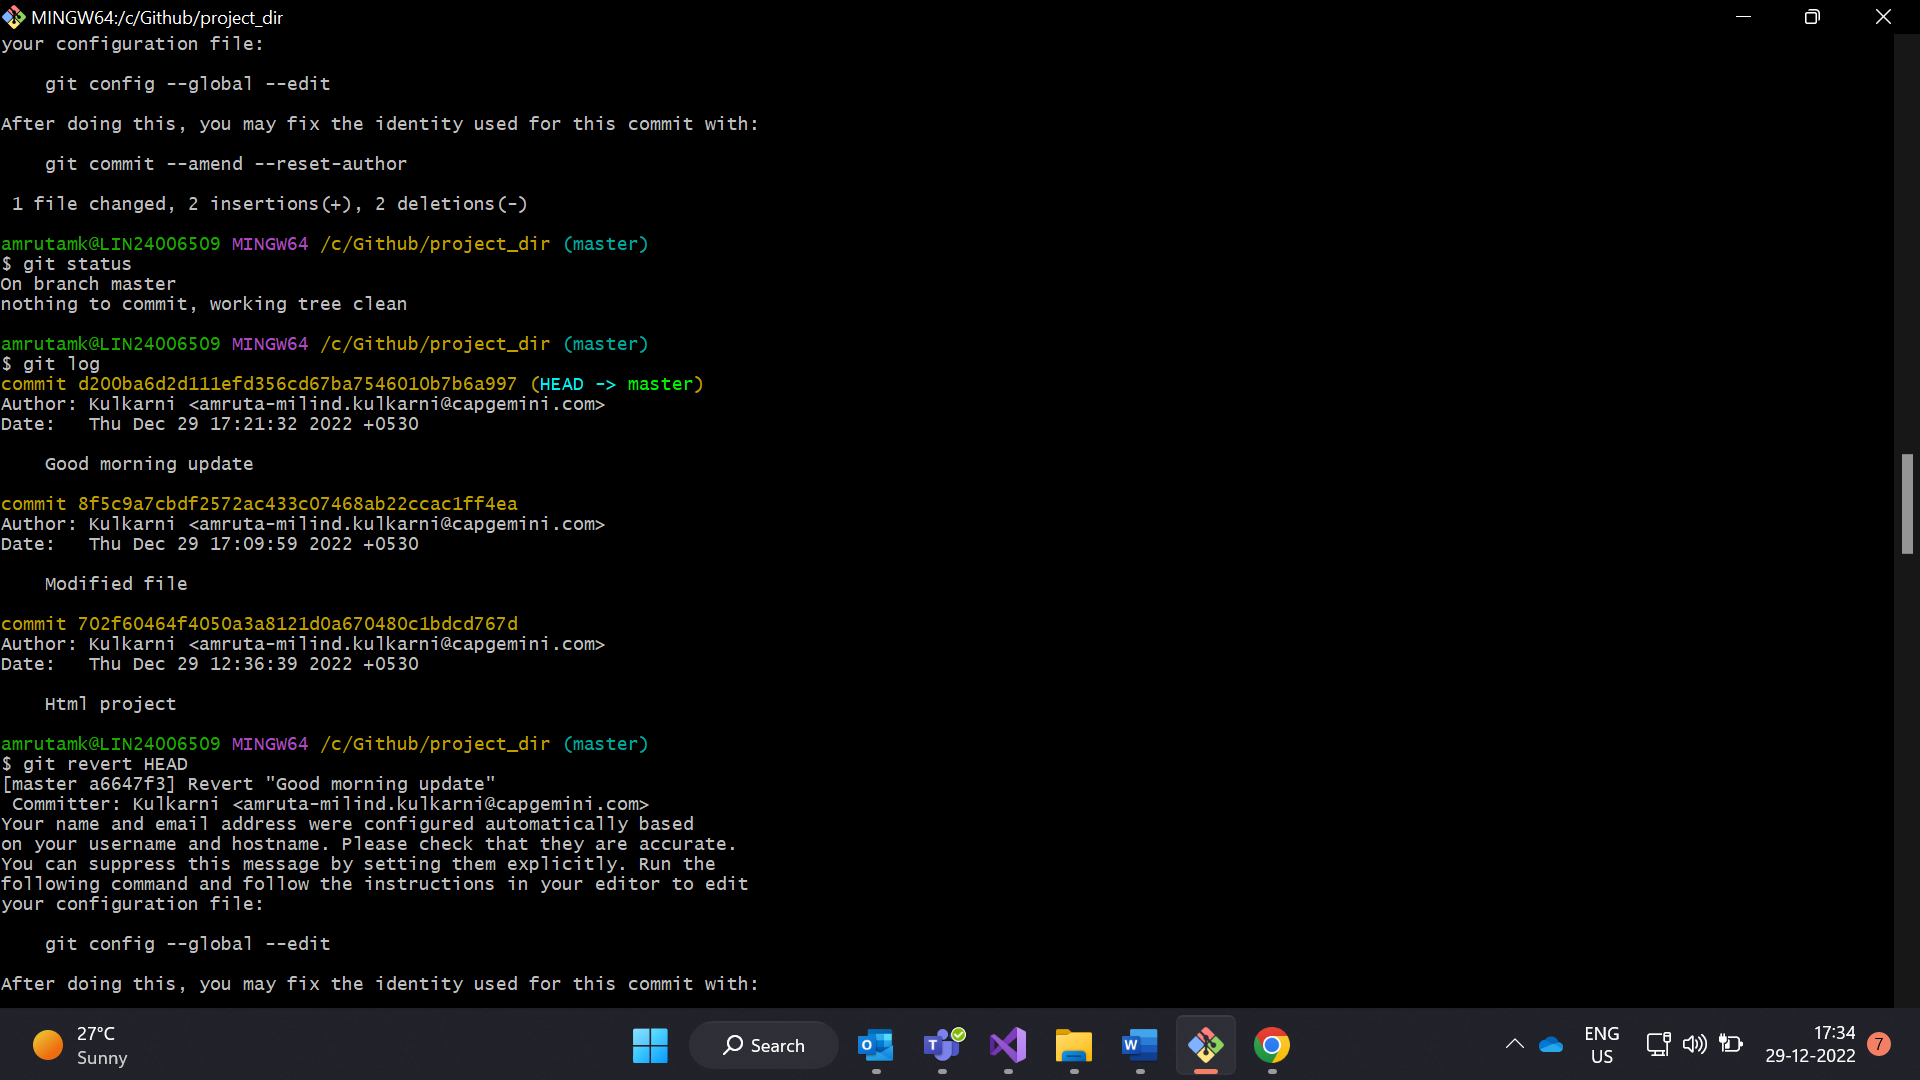 MINGW64:/c/Github/project_dir
your configuration file:
git config --global --edit
After doing this, you may fix the identity used for this commit with:
git commit --amend --reset-author
1 file changed, 2 insertions(+), 2 deletions(-)
amrutamk@LIN24006509 MINGW64 /c/Github/project_dir (master)
$ git status
On branch master
nothing to commit, working tree clean
amrutamk@LIN24006509 MINGW64 /c/Github/project_dir (master)
$ git log
commit d200ba6d2d111efd356cd67ba7546010b7b6a997 (HEAD -> master)
Author: Kulkarni <amruta-milind.kulkarni@capgemini.com>
Date:   Thu Dec 29 17:21:32 2022 +0530
Good morning update
commit 8f5c9a7cbdf2572ac433c07468ab22ccac1ff4ea
Author: Kulkarni <amruta-milind.kulkarni@capgemini.com>
Date:   Thu Dec 29 17:09:59 2022 +0530
Modified file
commit 702f60464f4050a3a8121d0a670480c1bdcd767d
Author: Kulkarni <amruta-milind.kulkarni@capgemini.com>
Date:   Thu Dec 29 12:36:39 2022 +0530
Html project
amrutamk@LIN24006509 MINGW64 /c/Github/project_dir (master)
$ git revert HEAD
[master a6647f3] Revert "Good morning update"
Committer: Kulkarni <amruta-milind.kulkarni@capgemini.com>
Your name and email address were configured automatically based
on your username and hostname. Please check that they are accurate.
You can suppress this message by setting them explicitly. Run the
following command and follow the instructions in your editor to edit
your configuration file:
git config --global --edit
After doing this, you may fix the identity used for this commit with:
27°C
Sunny
Search
ENG
US
17:34
29-12-2022
7